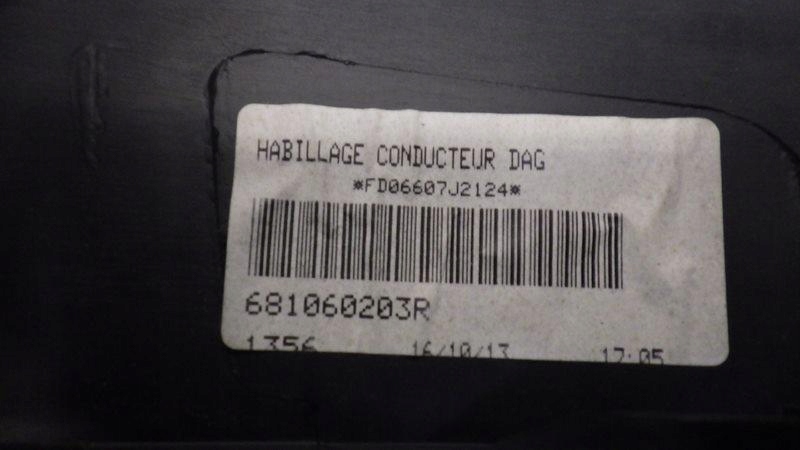 HABILLAGE CONDUCTEUR DAG
*FD06607J2124*
681060203R
1356 16/10/13 17:05